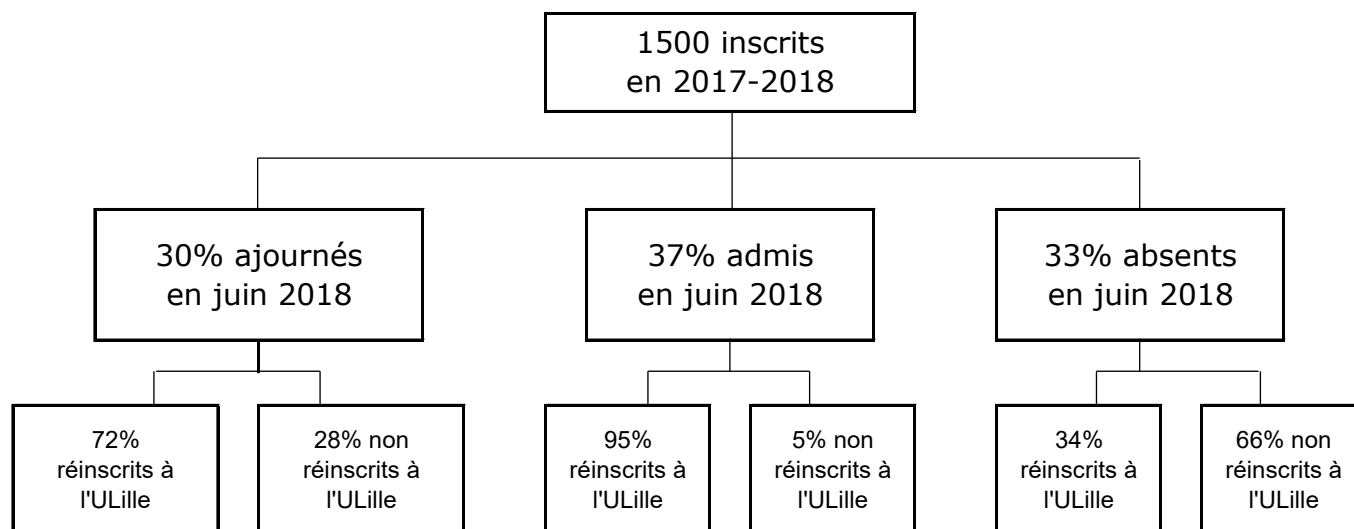 1500 inscrits
en 2017-2018
30% ajournés
en juin 2018
37% admis
en juin 2018
33% absents
en juin 2018
72%
réinscrits à
l'ULille
28% non
réinscrits à
l'ULille
95%
réinscrits à
l'ULille
5% non
réinscrits à
l'ULille
34%
réinscrits à
l'ULille
66% non
réinscrits à
l'ULille